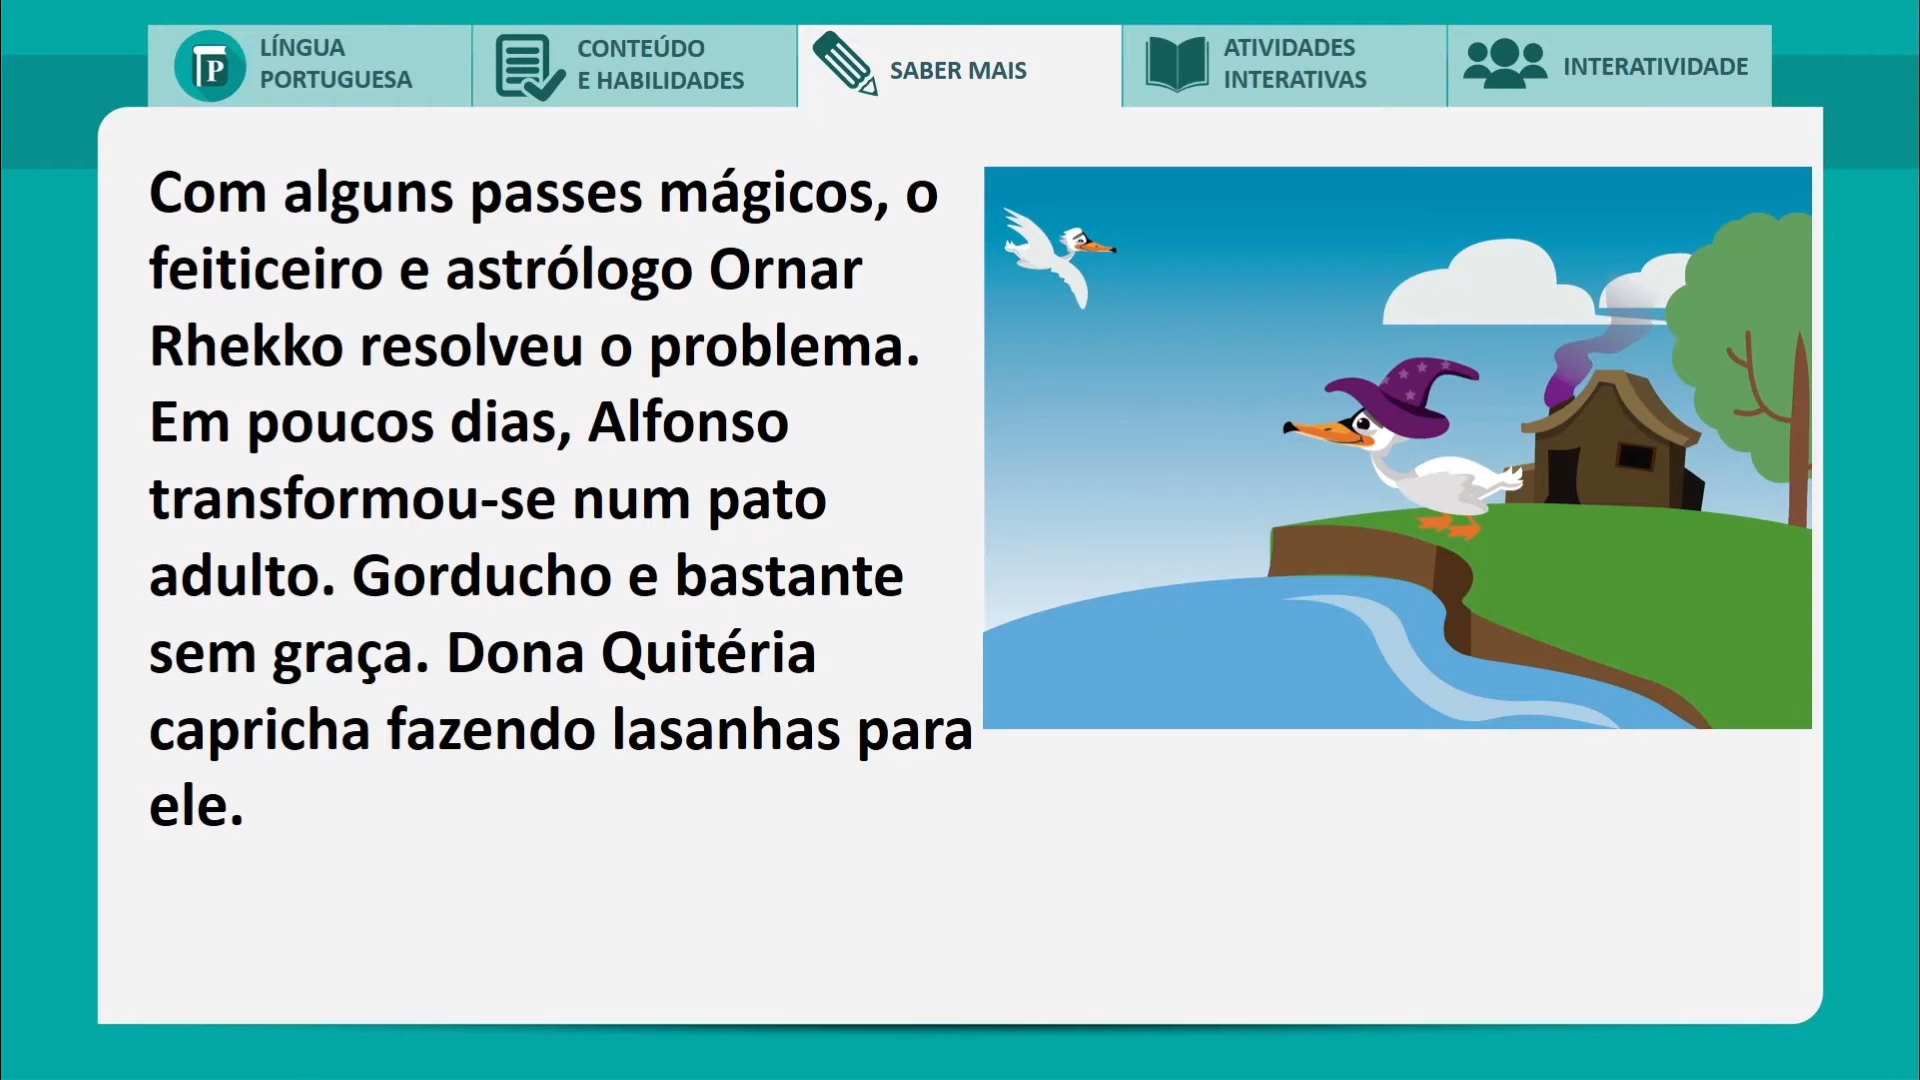 LÍNGUA
PORTUGUESA
CONTEÚDO
E HABILIDADES
SABER MAIS
ATIVIDADES
INTERATIVAS
INTERATIVIDADE
P
Com alguns passes mágicos, o
feiticeiro e astrólogo Ornar
Rhekko resolveu o problema.
Em poucos dias, Alfonso
transformou-se num pato
adulto. Gorducho e bastante
sem graça. Dona Quitéria
capricha fazendo lasanhas para
ele.